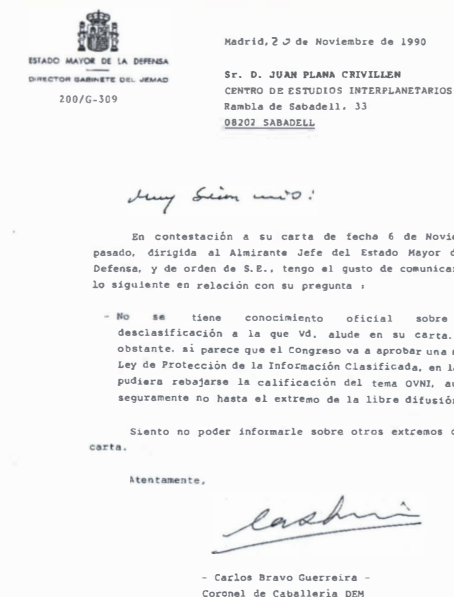 ESTADO MAYOR DE LA DEFENSA
DIRECTOR GABINETE DEL JEMAD
200/G-309
Madrid, 2 de Noviembre de 1990
Sr. D. JUAN PLANA CRIVILLEN
CENTRO DE ESTUDIOS INTERPLANETARIOS
Rambla de Sabadell. 33
08202 SABADELL
Muy Señor mío:
En contestación a su carta de fecha 6 de Novie
pasado, dirigida al Almirante Jefe del Estado Mayor d
Defensa, y de orden de S.E., tengo el gusto de comunica
lo siguiente en relación con su pregunta :
- No se tiene conocimiento oficial sobre
desclasificación a la que Vd, alude en su carta.
obstante. si parece que el Congreso va a aprobar una
Ley de Protección de la Información Clasificada, en l
pudiera rebajarse la calificación del tema OVNI, au
seguramente no hasta el extremo de la libre difusión
Siento no poder informarle sobre otros extremos
carta.
Atentamente,
- Carlos Bravo Guerreira -
Coronel de Caballeria DEM